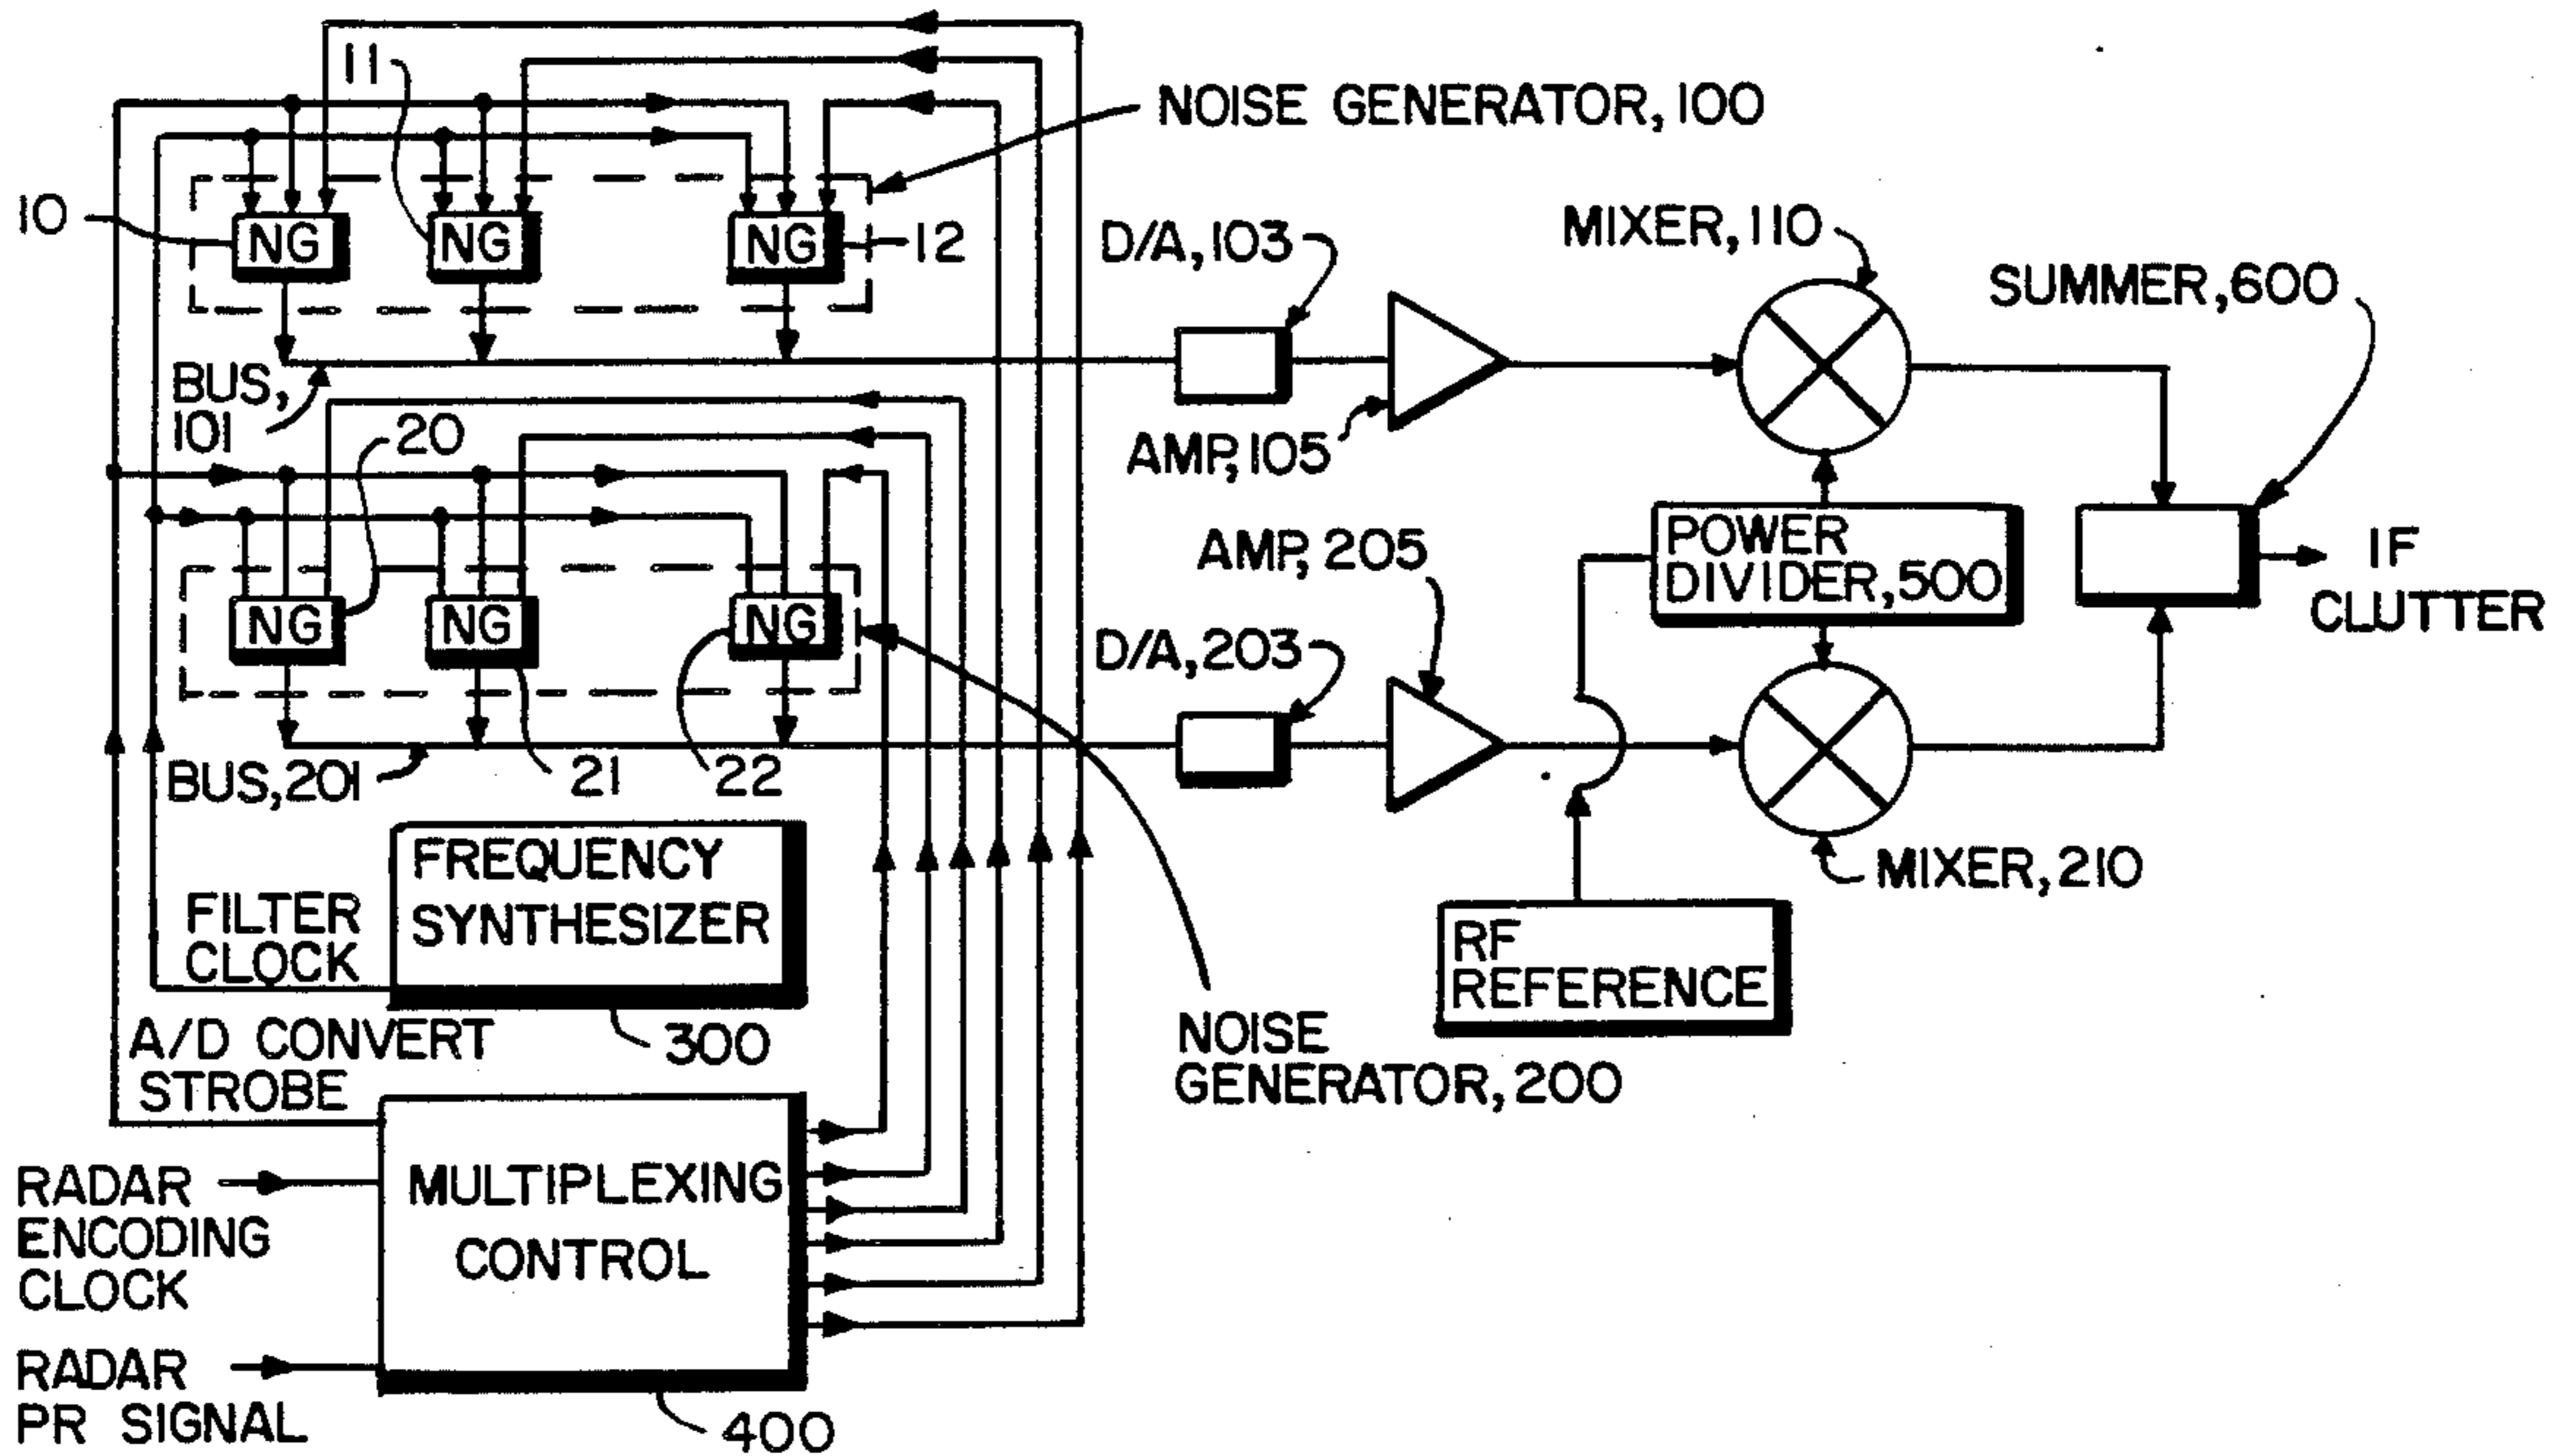 11
NOISE GENERATOR, 100
10
NG
NG
NG
12
D/A, 103
MIXER, 110
SUMMER, 600
BUS,
101
AMP, 105
20
POWER
DIVIDER, 500
AMP, 205
IF
CLUTTER
NG
NG
NG
D/A, 203
BUS, 201
21
22
MIXER, 210
FREQUENCY
SYNTHESIZER
FILTER
CLOCK
RF
REFERENCE
300
A/D CONVERT
STROBE
NOISE
GENERATOR, 200
RADAR
ENCODING
CLOCK
MULTIPLEXING
CONTROL
RADAR
PR SIGNAL
400